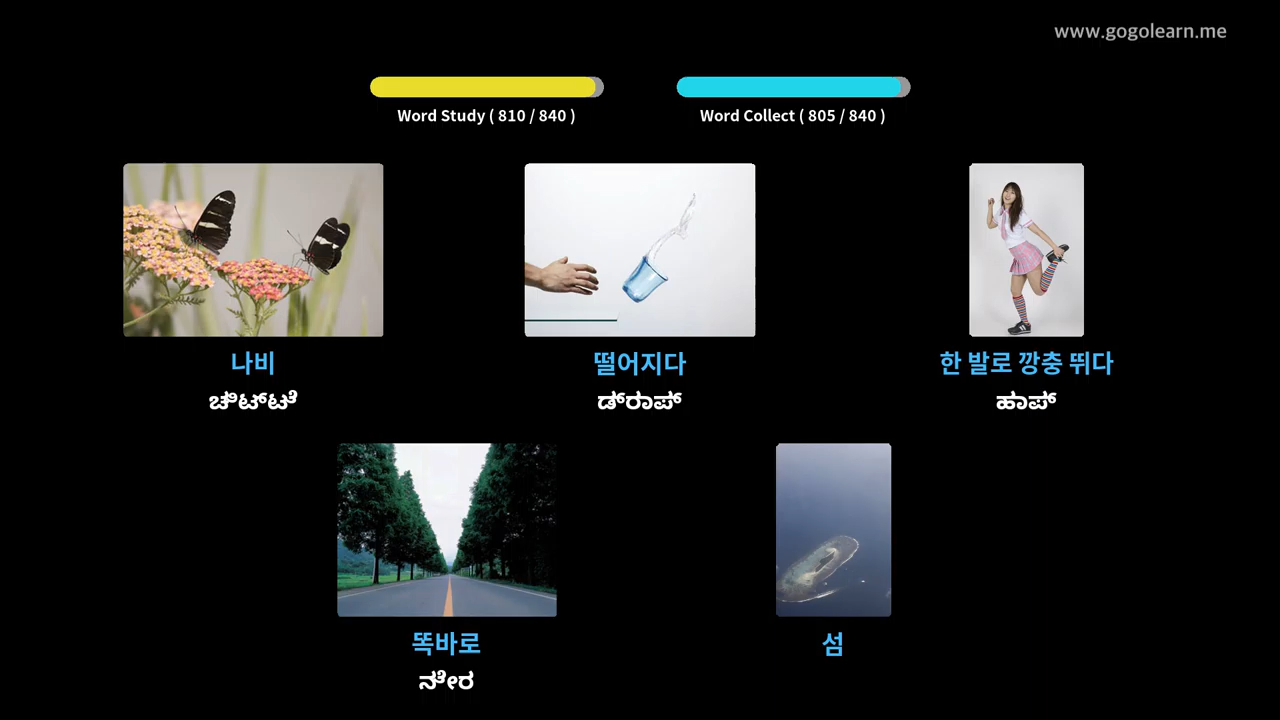 www.gogolearn.me
Word Study ( 810 / 840 )
Word Collect ( 805 / 840 )
나비
떨어지다
한 발로 깡충 뛰다
ಚಿಟ್ಟೆ
ಡ್ರಾಪ್
ಹಾಪ್
똑바로
섬
ನೇರ